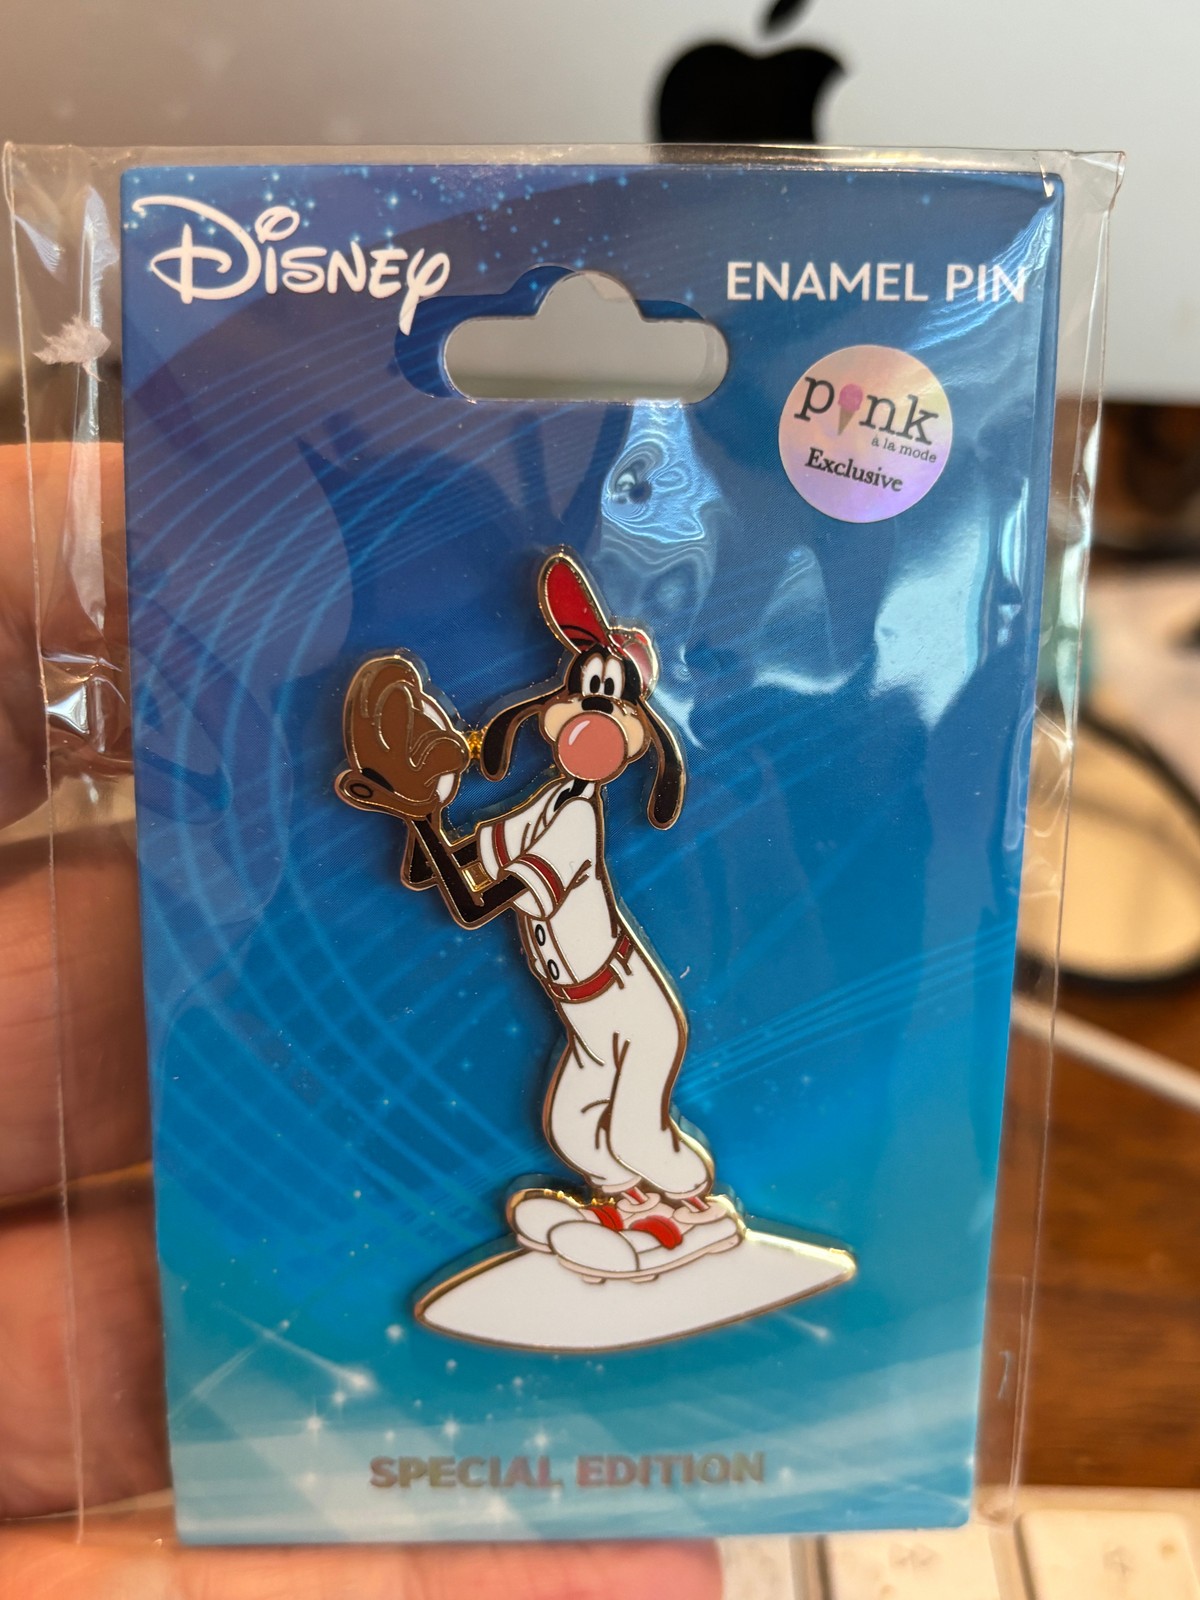 Disney
ENAMEL PIN
pink
à la mode
Exclusive
SPECIAL EDITION